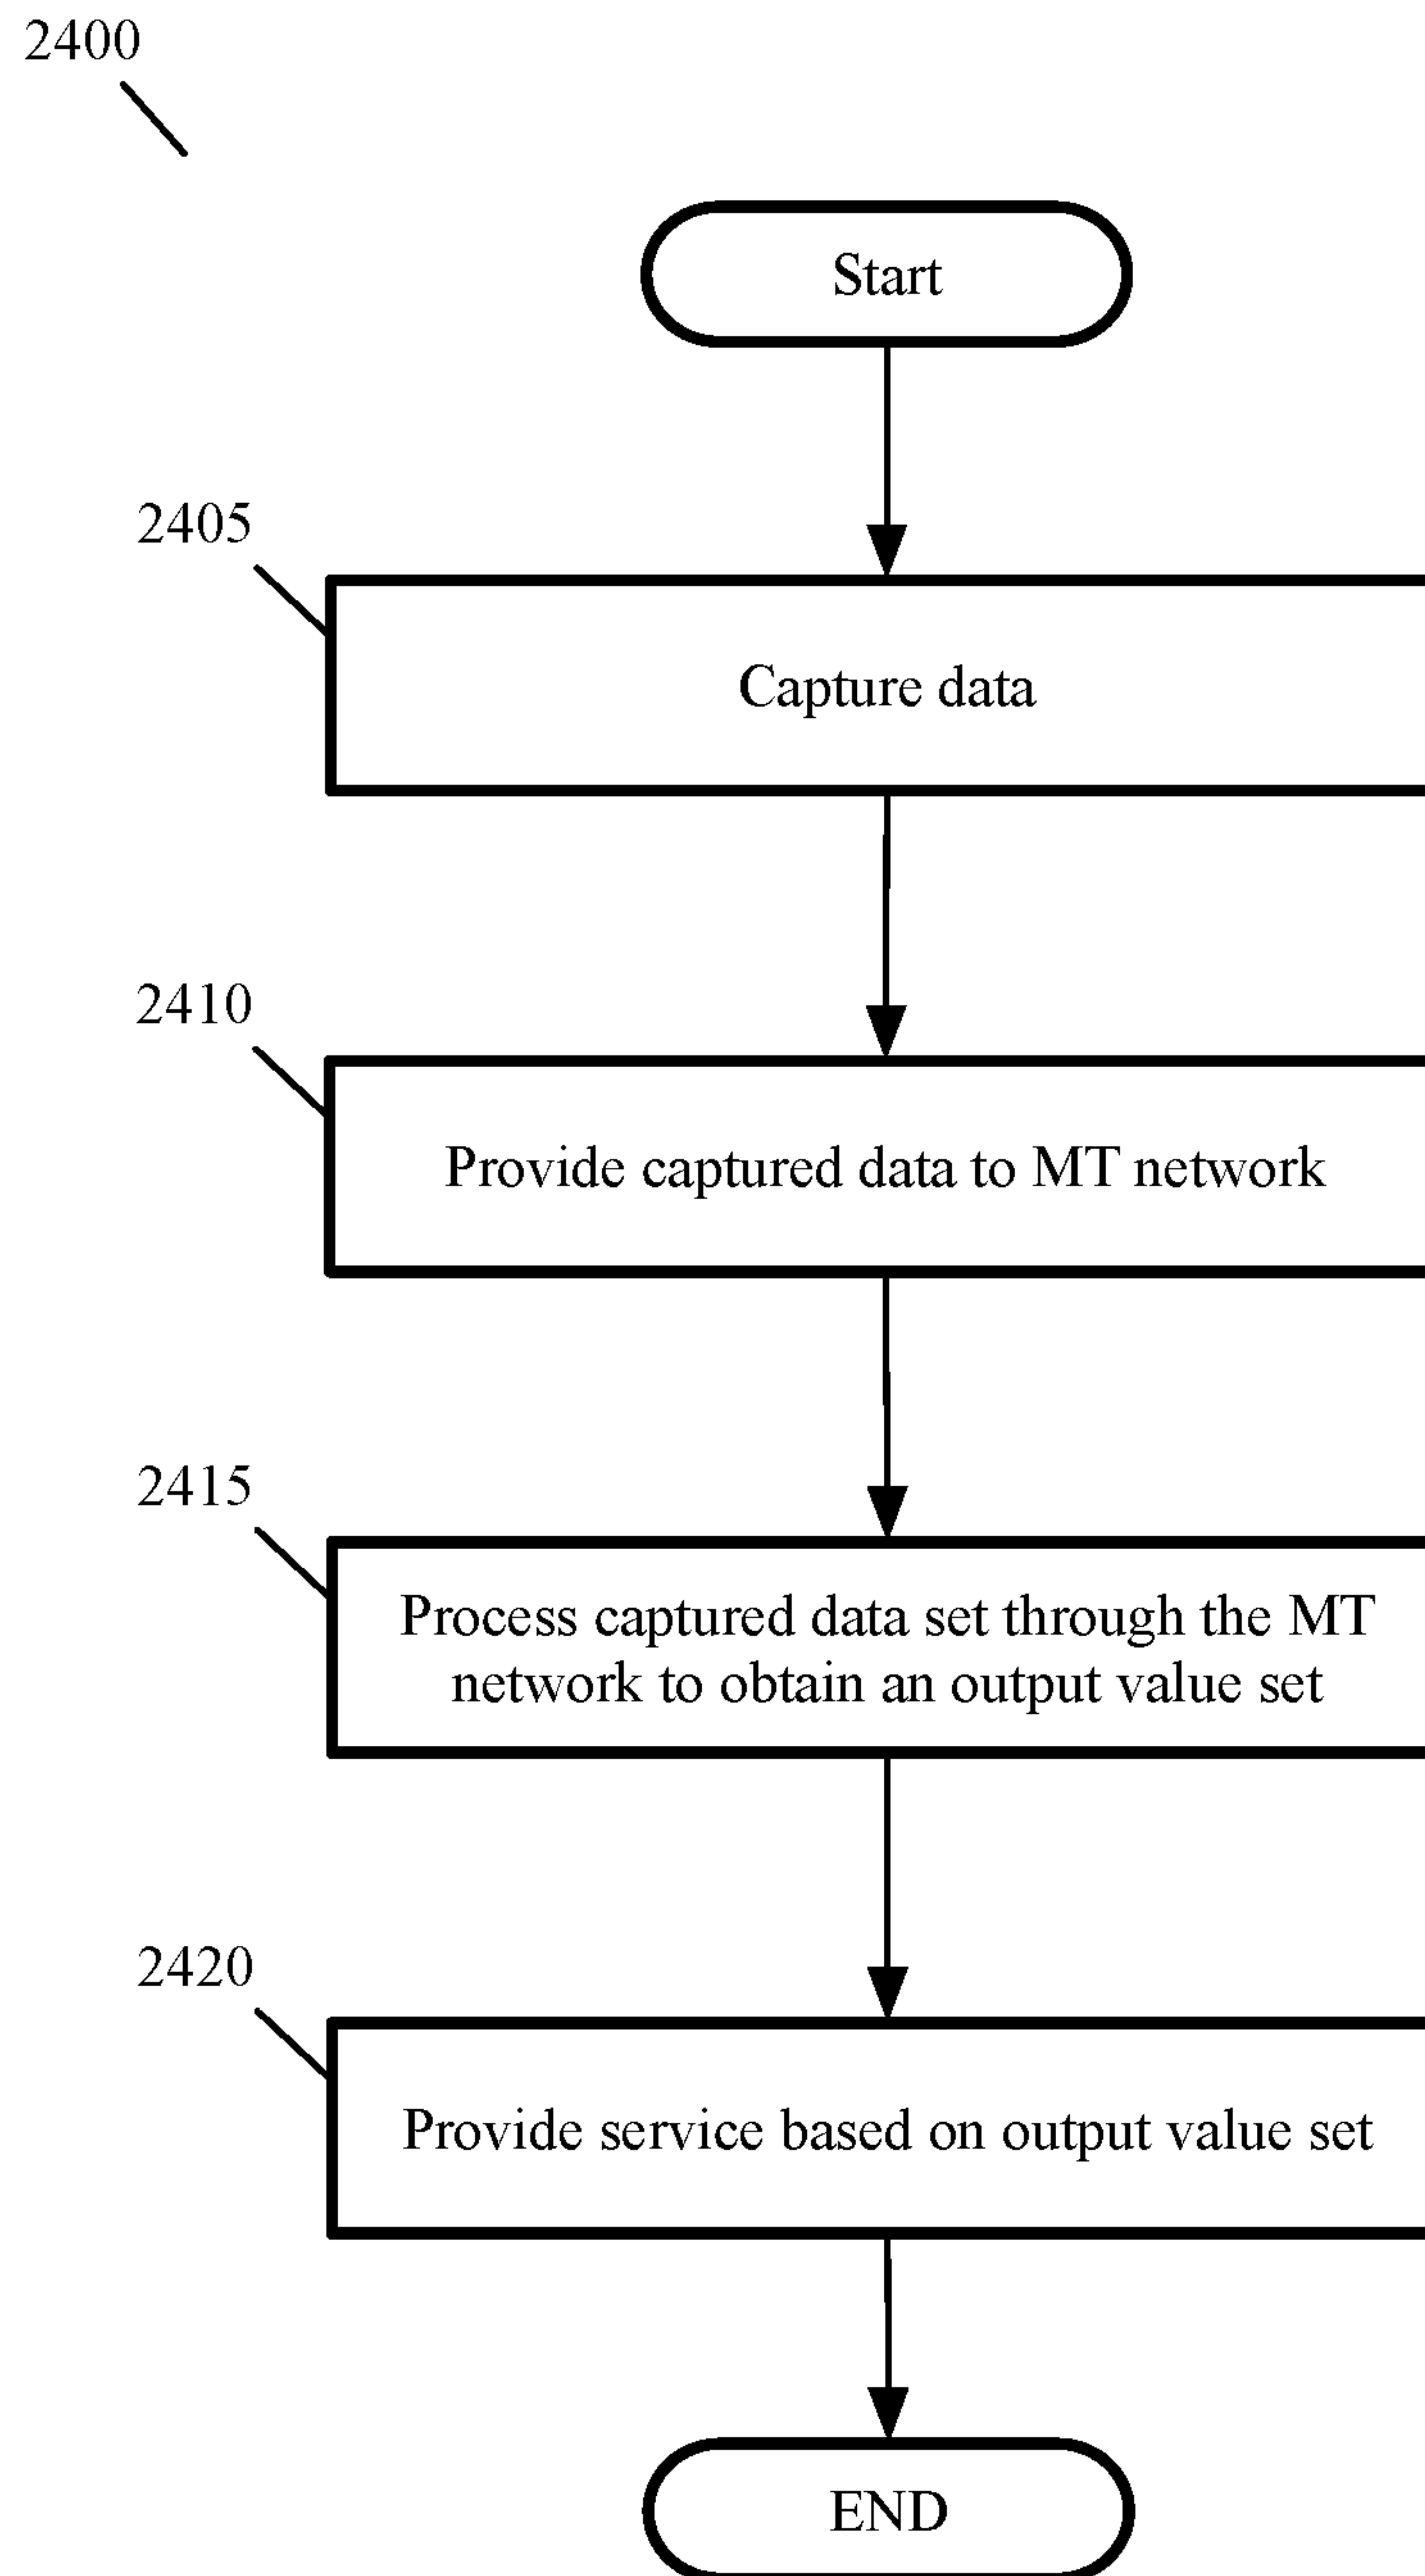 2400
Start
2405
Capture data
2410
Provide captured data to MT network
2415
Process captured data set through the MT
network to obtain an output value set
2420
Provide service based on output value set
END